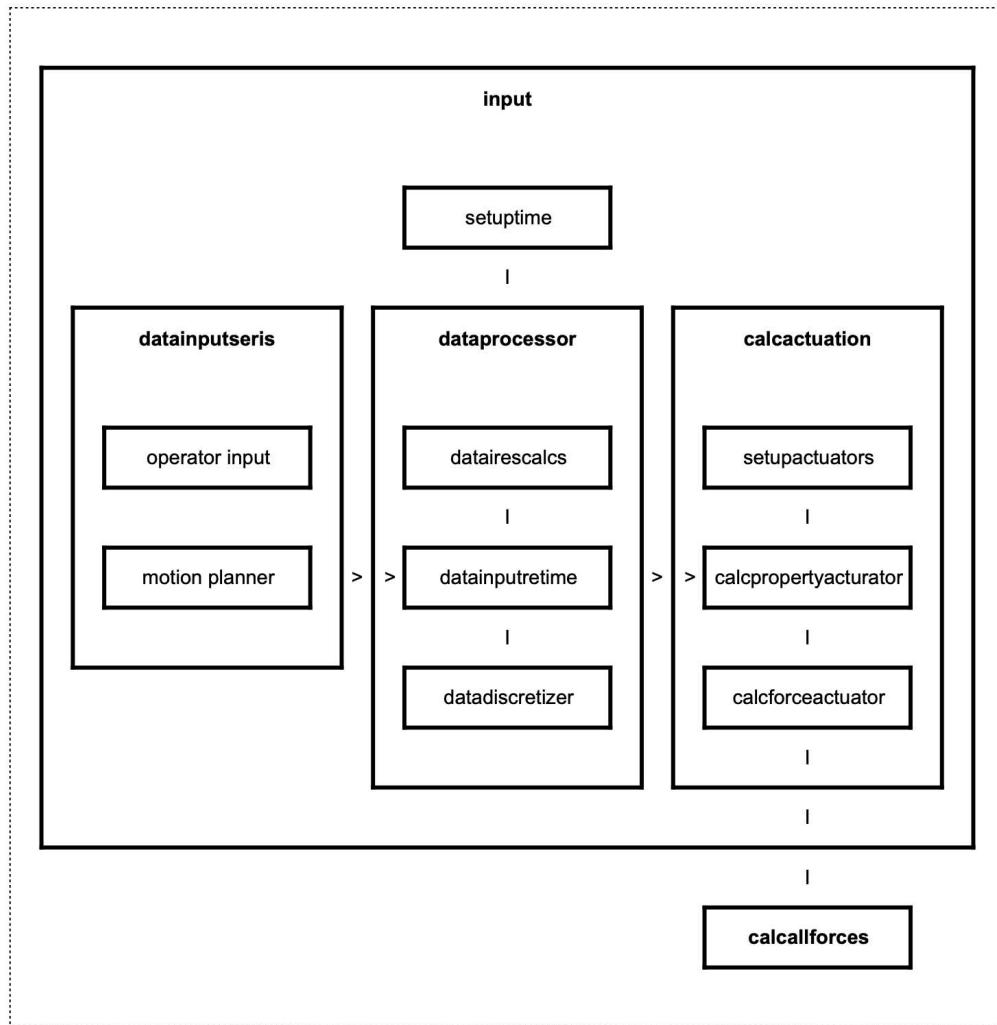 input
setuptime
|
datainputseris
dataprocessor
calcactuation
operator input
datairescalcs
setupactuators
|
|
motion planner
> >
datainputretime
> >
calcpropertyacturator
|
|
datadiscretizer
calcforceactuator
|
|
|
calcallforces